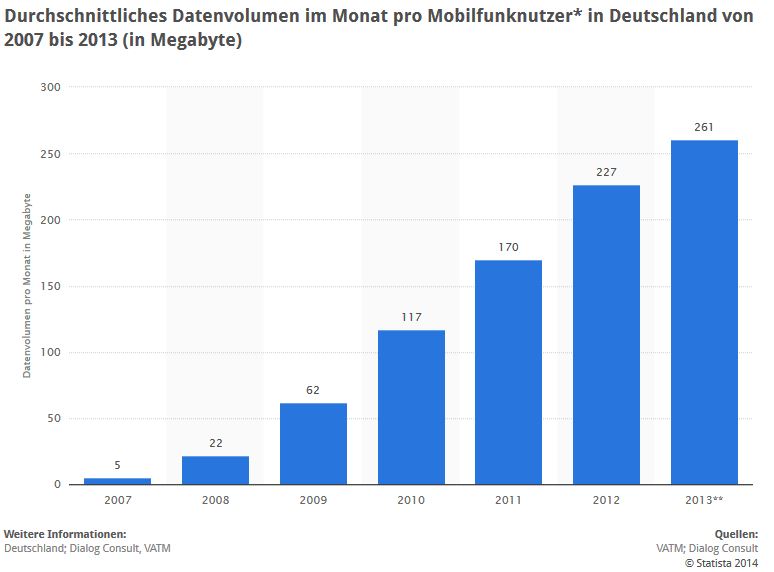 Durchschnittliches Datenvolumen im Monat pro Mobilfunknutzer* in Deutschland von
2007 bis 2013 (in Megabyte)
Datenvolumen pro Monat in Megabyte
300
250
200
150
100
50
0
5
22
62
117
170
227
261
2007
2008
2009
2010
2011
2012
2013**
Weitere Informationen:
Deutschland; Dialog Consult, VATM
Quellen:
VATM; Dialog Consult
© Statista 2014